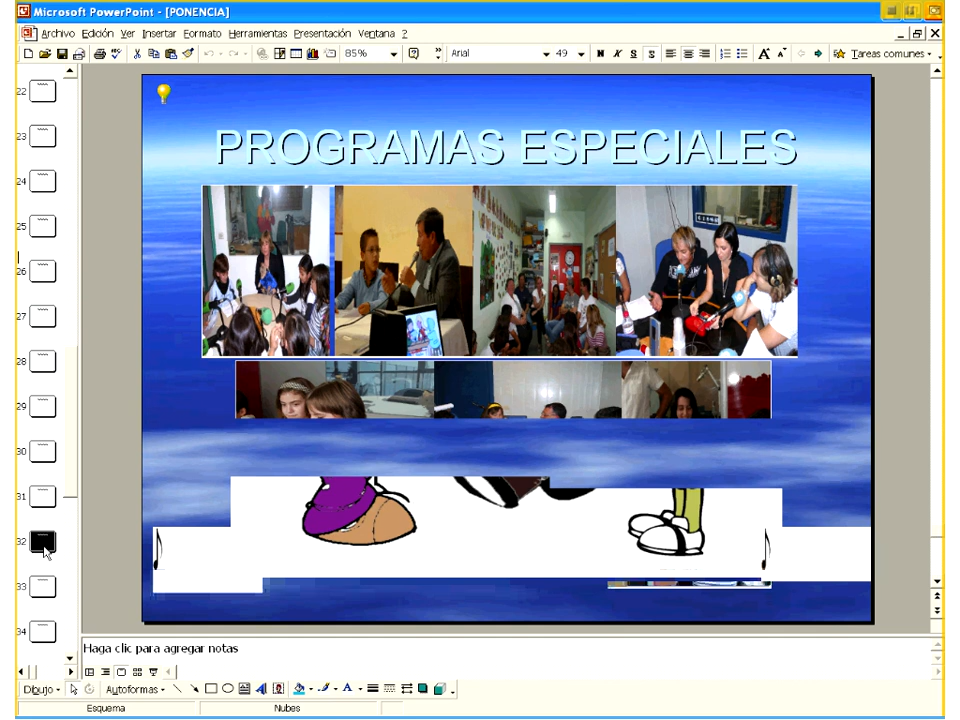 Microsoft PowerPoint - [PONENCIA]
Archivo Edición Ver Insertar Formato Herramientas Presentación Ventana ?
85% Arial 49 N K S S Tareas comunes
22
23
24
25
26
27
28
29
30
31
32
33
34
PROGRAMAS ESPECIALES
Haga clic para agregar notas
Dibujo Autoformas
Esquema Nubes